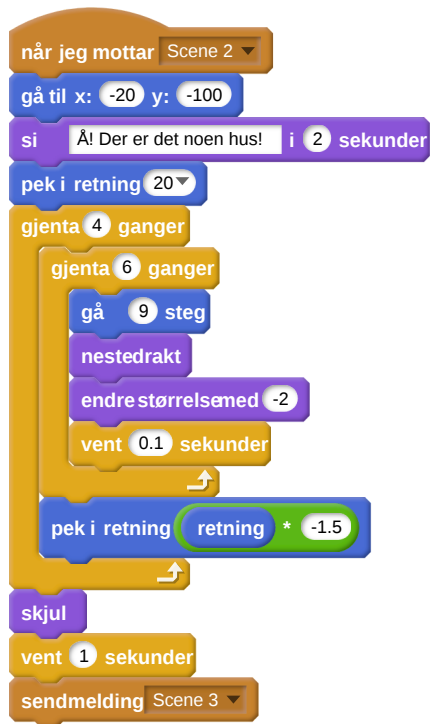 når jeg mottar Scene 2
gå til x: -20 y: -100
si Å! Der er det noen hus! i 2 sekunder
pek i retning 20
gjenta 4 ganger
gjenta 6 ganger
gå 9 steg
nestedrakt
endrestørrelsemed -2
vent 0.1 sekunder
pek i retning retning * -1.5
skjul
vent 1 sekunder
sendmelding Scene 3